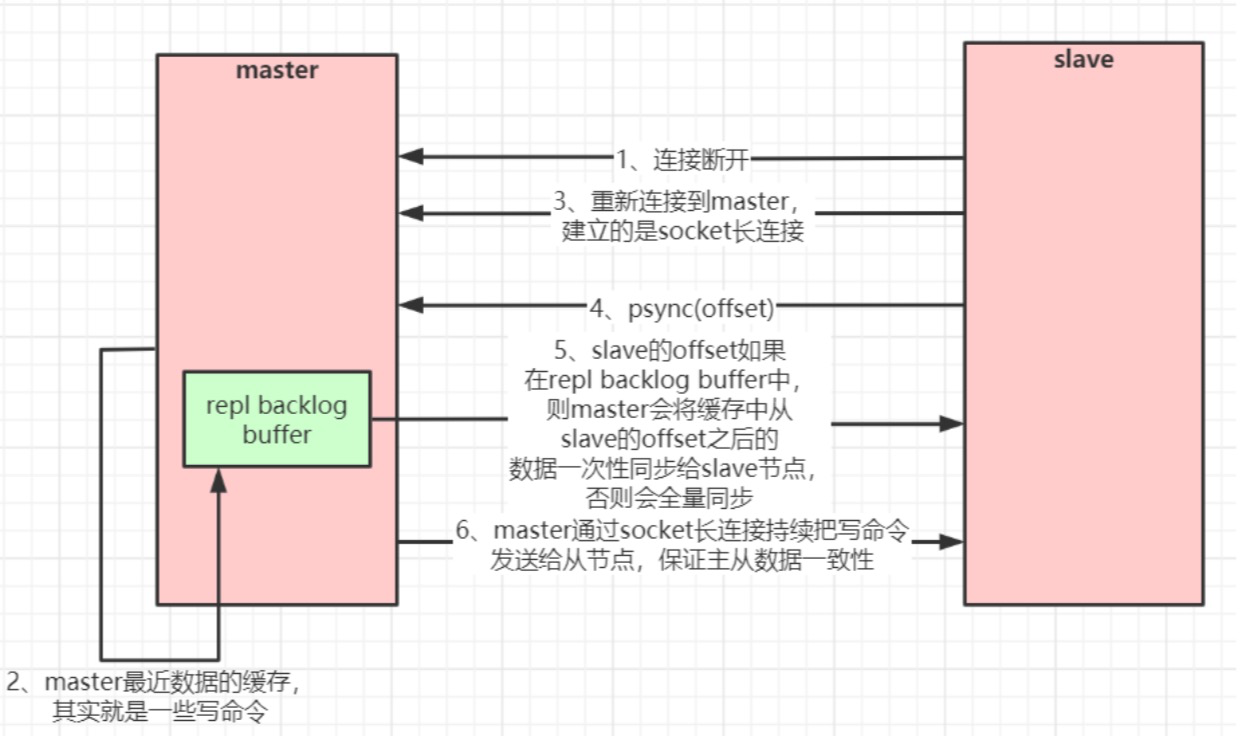 master
slave
1、连接断开
3、重新连接到master，
建立的是socket长连接
4、psync(offset)
5、slave的offset如果
在repl backlog buffer中，
则master会将缓存中从
slave的offset之后的
数据一次性同步给slave节点，
否则会全量同步
repl backlog
buffer
6、master通过socket长连接持续把写命令
发送给从节点，保证主从数据一致性
2、master最近数据的缓存，
其实就是一些写命令